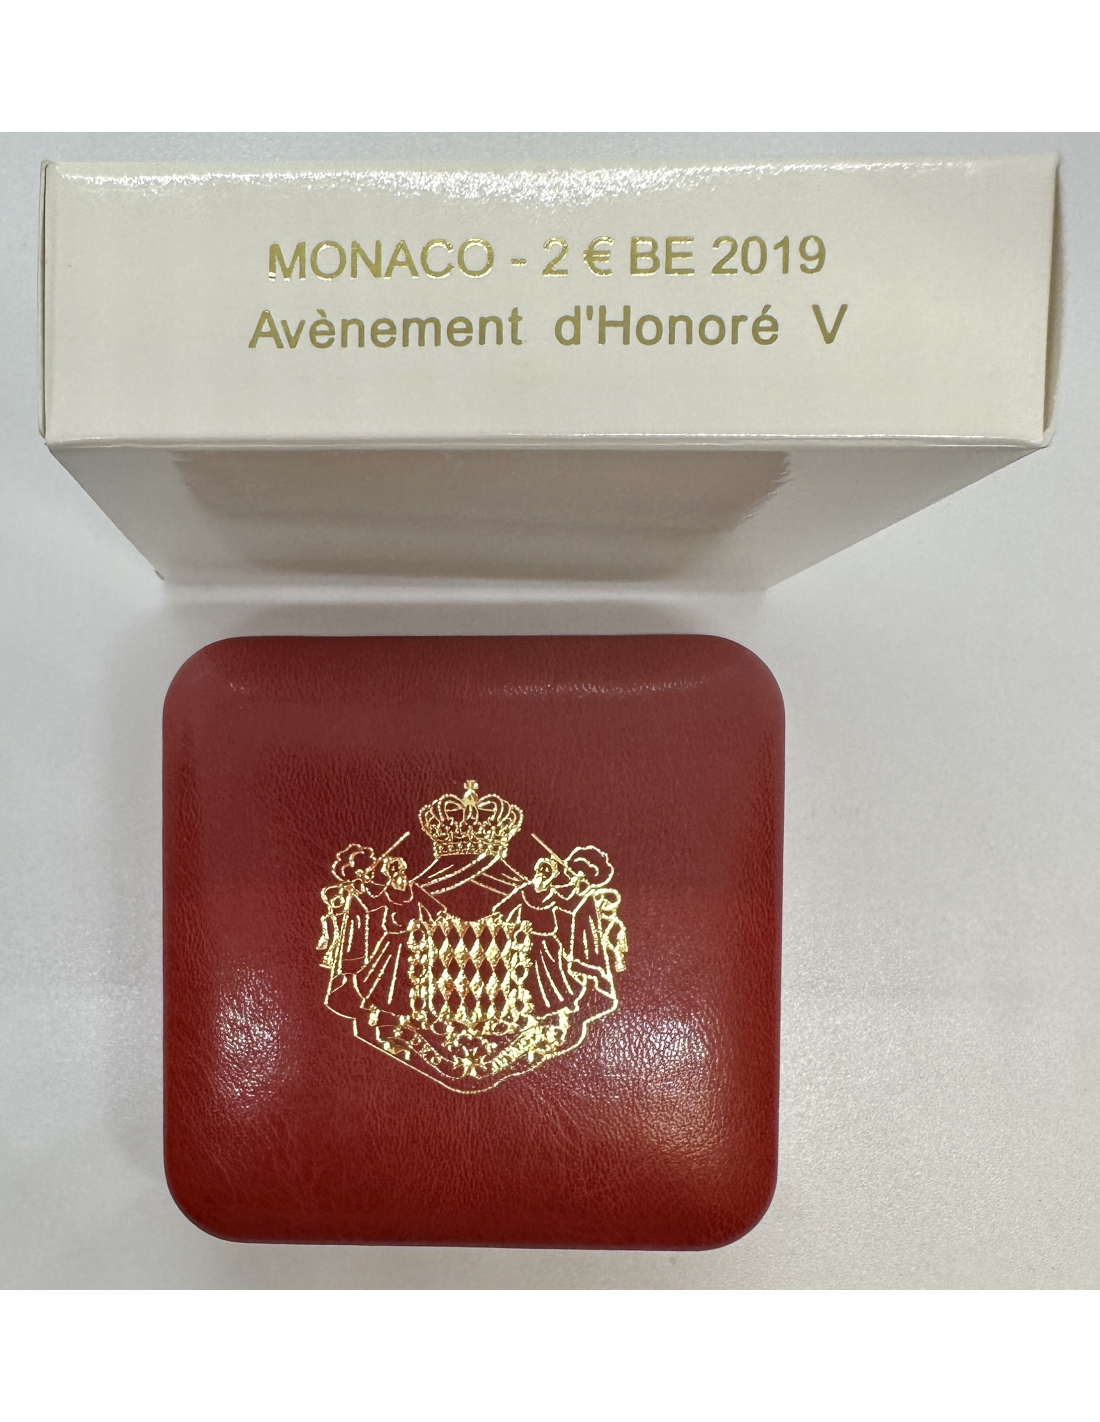 MONACO - 2 € BE 2019
Avènement d'Honoré V